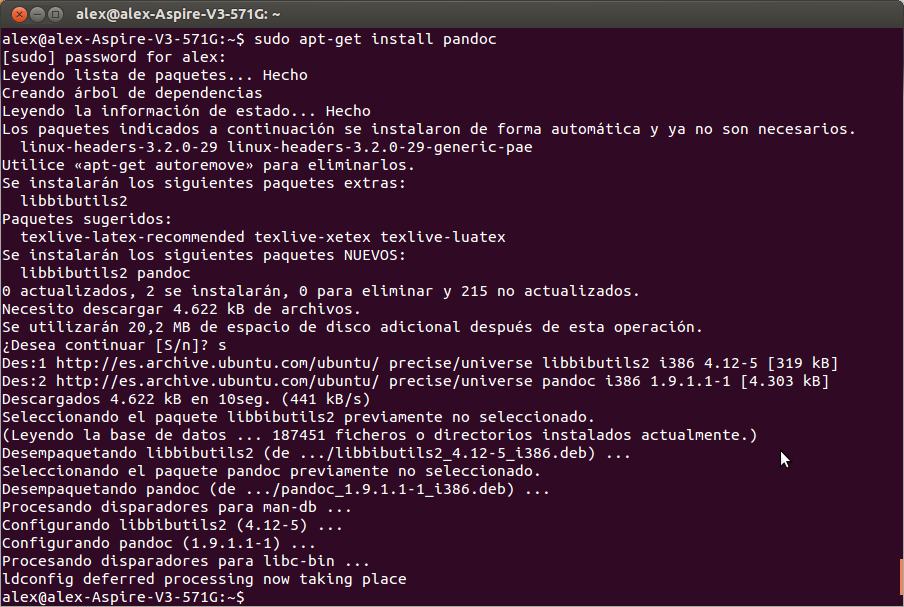 alex@alex-Aspire-V3-571G: ~
alex@alex-Aspire-V3-571G:~$ sudo apt-get install pandoc
[sudo] password for alex:
Leyendo lista de paquetes... Hecho
Creando árbol de dependencias
Leyendo la información de estado... Hecho
Los paquetes indicados a continuación se instalaron de forma automática y ya no son necesarios.
  linux-headers-3.2.0-29 linux-headers-3.2.0-29-generic-pae
Utilice «apt-get autoremove» para eliminarlos.
Se instalarán los siguientes paquetes extras:
  libbibutils2
Paquetes sugeridos:
  texlive-latex-recommended texlive-xetex texlive-luatex
Se instalarán los siguientes paquetes NUEVOS:
  libbibutils2 pandoc
0 actualizados, 2 se instalarán, 0 para eliminar y 215 no actualizados.
Necesito descargar 4.622 kB de archivos.
Se utilizarán 20,2 MB de espacio de disco adicional después de esta operación.
¿Desea continuar [S/n]? s
Des:1 http://es.archive.ubuntu.com/ubuntu/ precise/universe libbibutils2 i386 4.12-5 [319 kB]
Des:2 http://es.archive.ubuntu.com/ubuntu/ precise/universe pandoc i386 1.9.1.1-1 [4.303 kB]
Descargados 4.622 kB en 10seg. (441 kB/s)
Seleccionando el paquete libbibutils2 previamente no seleccionado.
(Leyendo la base de datos ... 187451 ficheros o directorios instalados actualmente.)
Desempaquetando libbibutils2 (de .../libbibutils2_4.12-5_i386.deb) ...
Seleccionando el paquete pandoc previamente no seleccionado.
Desempaquetando pandoc (de .../pandoc_1.9.1.1-1_i386.deb) ...
Procesando disparadores para man-db ...
Configurando libbibutils2 (4.12-5) ...
Configurando pandoc (1.9.1.1-1) ...
Procesando disparadores para libc-bin ...
ldconfig deferred processing now taking place
alex@alex-Aspire-V3-571G:~$